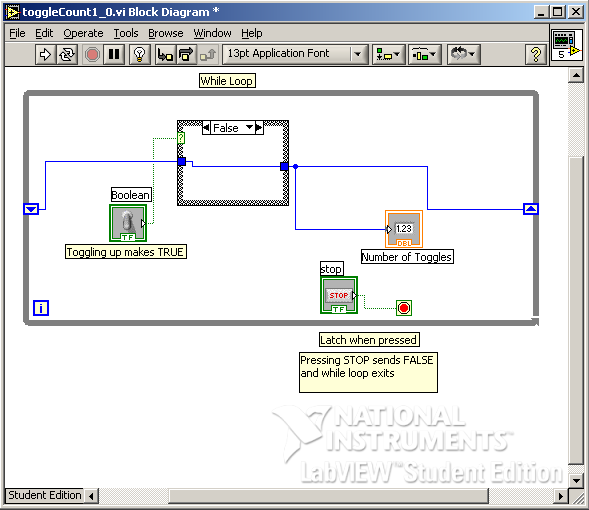 toggleCount1_0.vi Block Diagram *
File Edit Operate Tools Browse Window Help
13pt Application Font
?
5
While Loop
False
?
Boolean
TF
Toggling up makes TRUE
1.23
DBL
Number of Toggles
stop
STOP
TF
i
Latch when pressed
Pressing STOP sends FALSE
and while loop exits
NATIONAL
INSTRUMENTS™
LabVIEW™ Student Edition
Student Edition